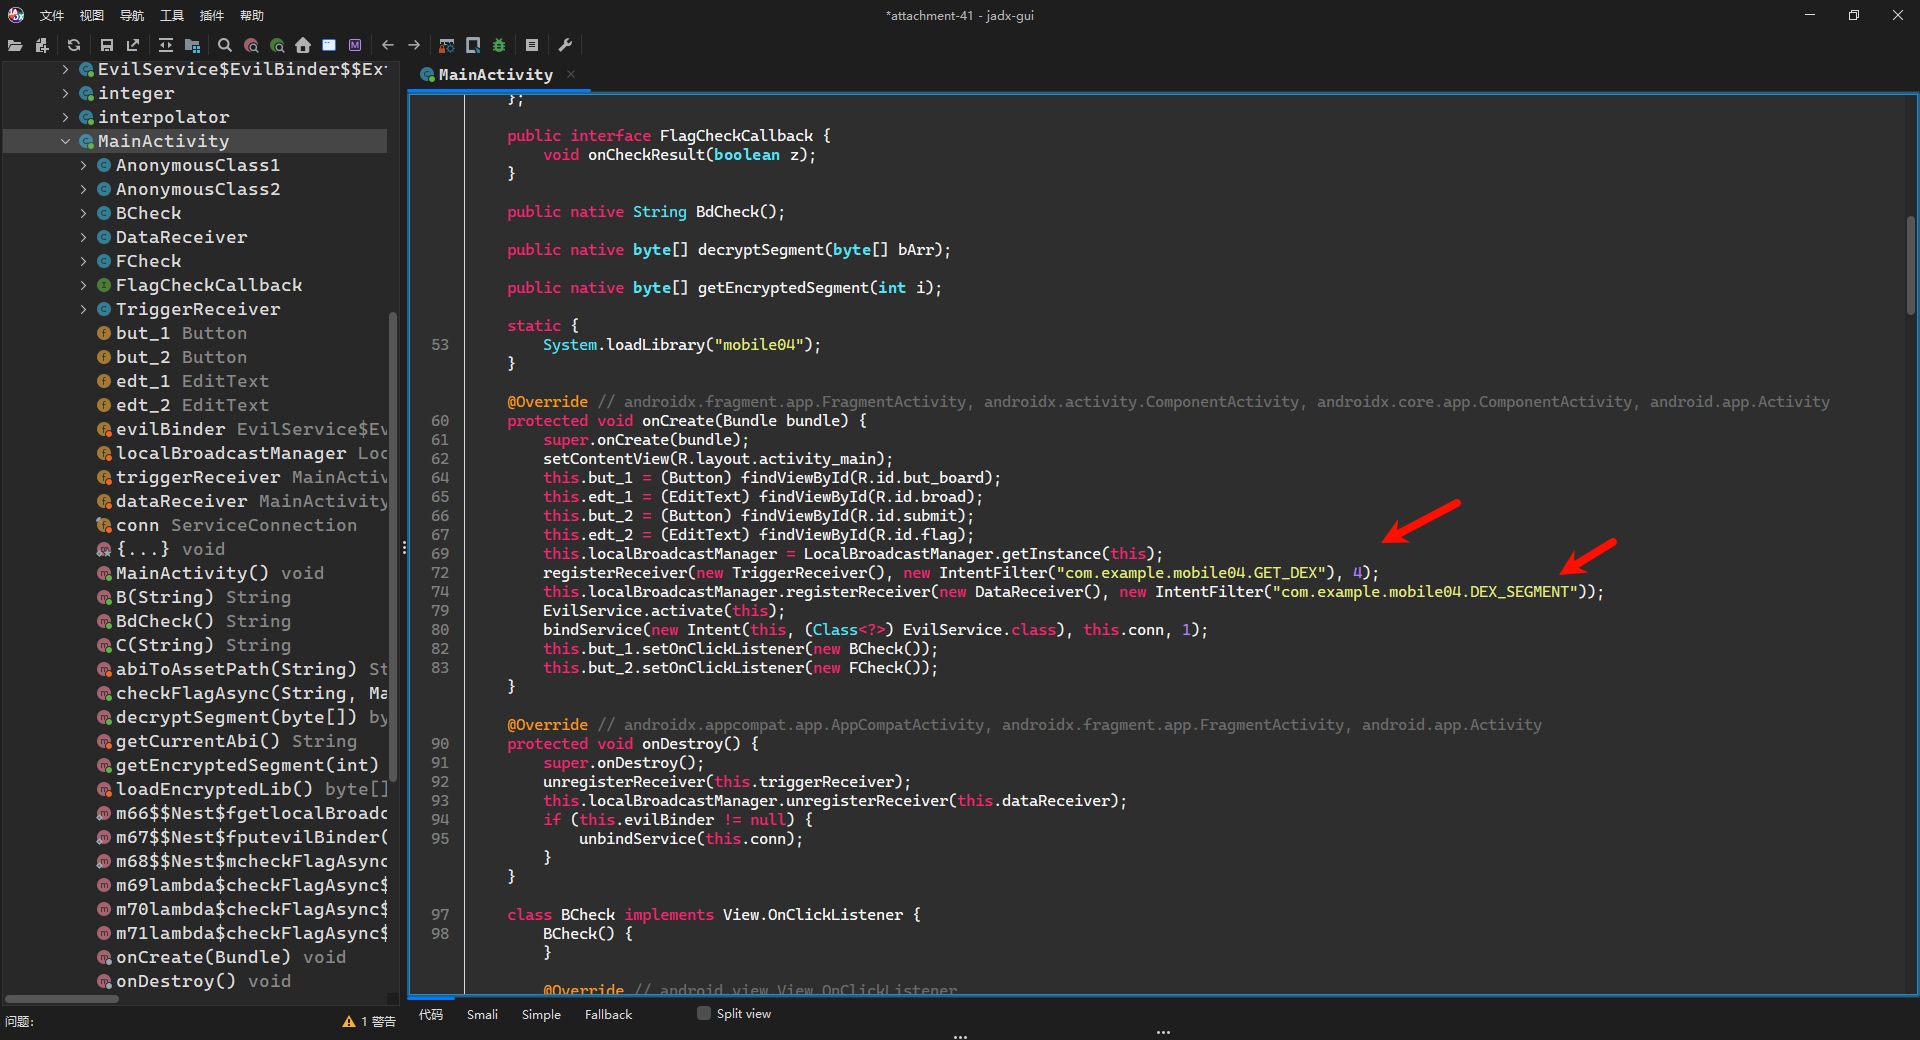 文件 视图 导航 工具 插件 帮助
*attachment-41 - jadx-gui
EvilService$EvilBinder$$Ex
integer
interpolator
MainActivity
AnonymousClass1
AnonymousClass2
BCheck
DataReceiver
FCheck
FlagCheckCallback
TriggerReceiver
but_1 Button
but_2 Button
edt_1 EditText
edt_2 EditText
evilBinder EvilService$Ev
localBroadcastManager Loc
triggerReceiver MainActiv
dataReceiver MainActivity
conn ServiceConnection
{...} void
MainActivity() void
B(String) String
BdCheck() String
C(String) String
abiToAssetPath(String) St
checkFlagAsync(String, Ma
decryptSegment(byte[]) by
getCurrentAbi() String
getEncryptedSegment(int)
loadEncryptedLib() byte[]
m66$$Nest$fgetlocalBroadc
m67$$Nest$fputevilBinder(
m68$$Nest$mcheckFlagAsync
m69lambda$checkFlagAsync$
m70lambda$checkFlagAsync$
m71lambda$checkFlagAsync$
onCreate(Bundle) void
onDestroy() void
问题:
1 警告
MainActivity
};
public interface FlagCheckCallback {
void onCheckResult(boolean z);
}
public native String BdCheck();
public native byte[] decryptSegment(byte[] bArr);
public native byte[] getEncryptedSegment(int i);
static {
53 System.loadLibrary("mobile04");
}
@Override // androidx.fragment.app.FragmentActivity, androidx.activity.ComponentActivity, androidx.core.app.ComponentActivity, android.app.Activity
60 protected void onCreate(Bundle bundle) {
61 super.onCreate(bundle);
62 setContentView(R.layout.activity_main);
64 this.but_1 = (Button) findViewById(R.id.but_board);
65 this.edt_1 = (EditText) findViewById(R.id.broad);
66 this.but_2 = (Button) findViewById(R.id.submit);
67 this.edt_2 = (EditText) findViewById(R.id.flag);
69 this.localBroadcastManager = LocalBroadcastManager.getInstance(this);
72 registerReceiver(new TriggerReceiver(), new IntentFilter("com.example.mobile04.GET_DEX"), 4);
74 this.localBroadcastManager.registerReceiver(new DataReceiver(), new IntentFilter("com.example.mobile04.DEX_SEGMENT"));
79 EvilService.activate(this);
80 bindService(new Intent(this, (Class<?>) EvilService.class), this.conn, 1);
82 this.but_1.setOnClickListener(new BCheck());
83 this.but_2.setOnClickListener(new FCheck());
}
@Override // androidx.appcompat.app.AppCompatActivity, androidx.fragment.app.FragmentActivity, android.app.Activity
90 protected void onDestroy() {
91 super.onDestroy();
92 unregisterReceiver(this.triggerReceiver);
93 this.localBroadcastManager.unregisterReceiver(this.dataReceiver);
94 if (this.evilBinder != null) {
95 unbindService(this.conn);
}
}
97 class BCheck implements View.OnClickListener {
98 BCheck() {
}
@Override // android.view.View.OnClickListener
代码 Smali Simple Fallback Split view